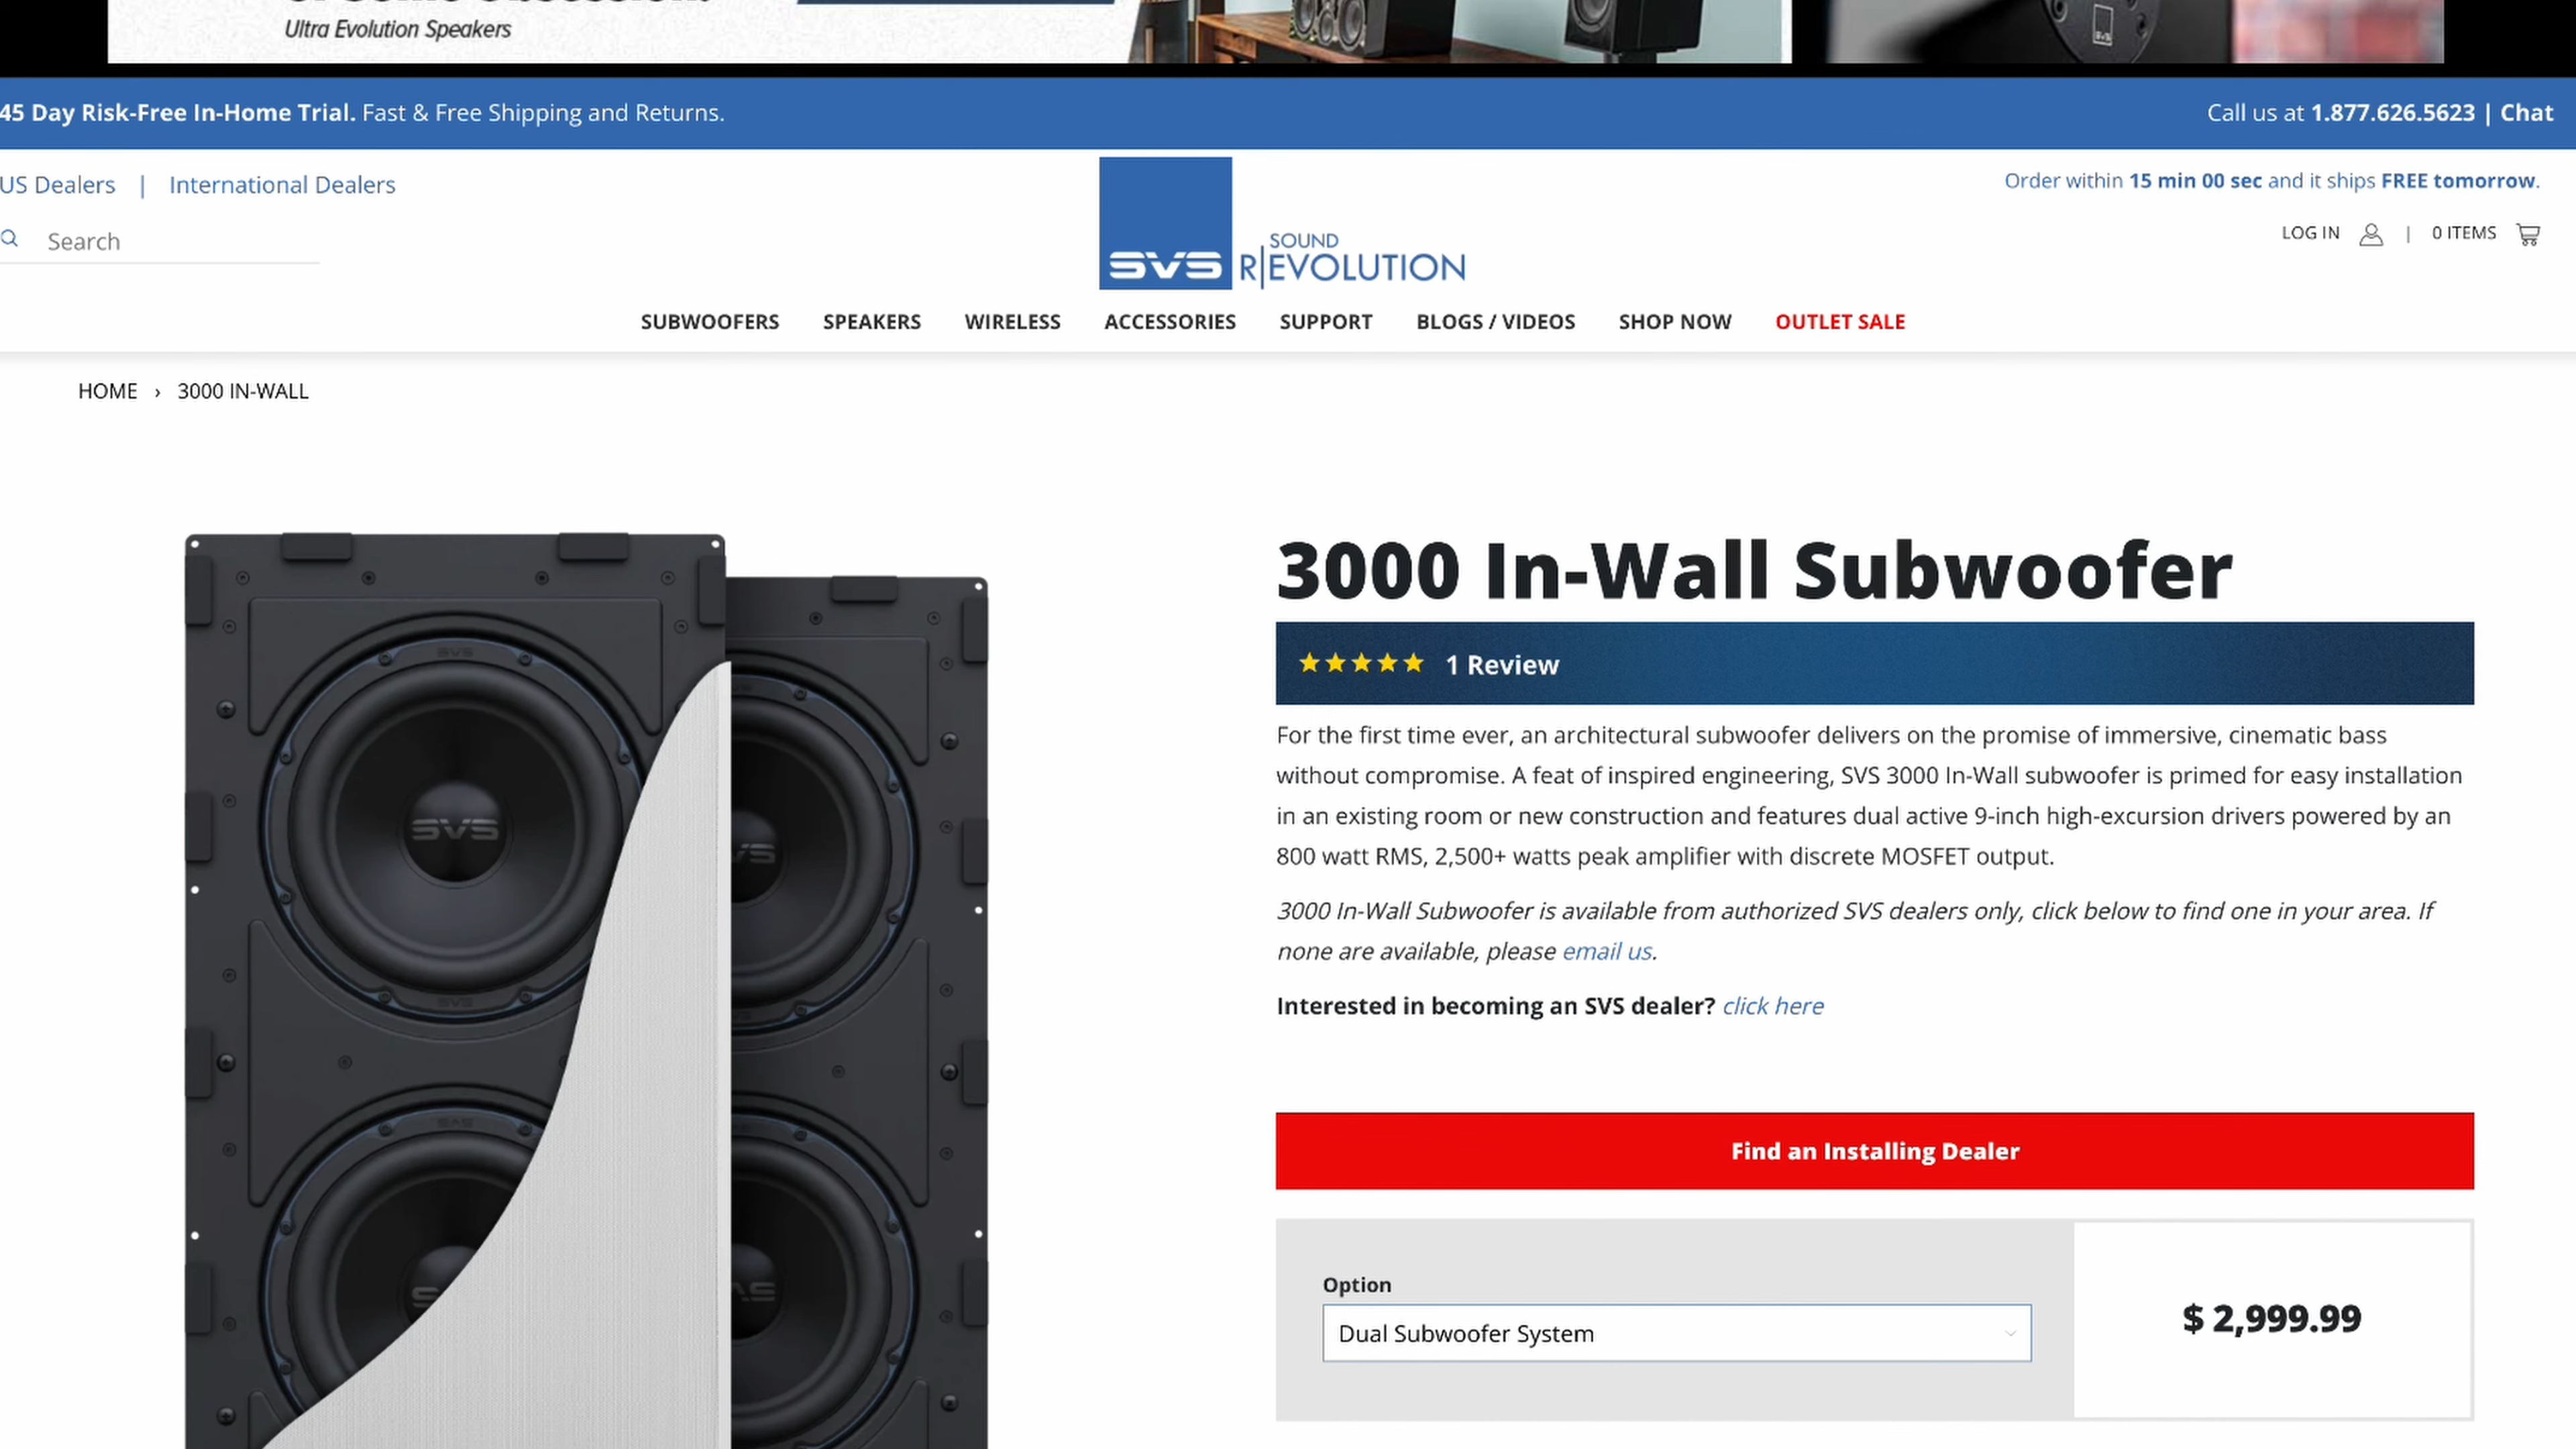 Ultra Evolution Speakers
45 Day Risk-Free In-Home Trial. Fast & Free Shipping and Returns.
Call us at 1.877.626.5623 | Chat
US Dealers | International Dealers
Order within 15 min 00 sec and it ships FREE tomorrow.
Search
SVS
SOUND
R|EVOLUTION
LOG IN | 0 ITEMS
SUBWOOFERS SPEAKERS WIRELESS ACCESSORIES SUPPORT BLOGS / VIDEOS SHOP NOW OUTLET SALE
HOME › 3000 IN-WALL
SVS
SVS
SVS
3000 In-Wall Subwoofer
1 Review
For the first time ever, an architectural subwoofer delivers on the promise of immersive, cinematic bass
without compromise. A feat of inspired engineering, SVS 3000 In-Wall subwoofer is primed for easy installation
in an existing room or new construction and features dual active 9-inch high-excursion drivers powered by an
800 watt RMS, 2,500+ watts peak amplifier with discrete MOSFET output.
3000 In-Wall Subwoofer is available from authorized SVS dealers only, click below to find one in your area. If
none are available, please email us.
Interested in becoming an SVS dealer? click here
Find an Installing Dealer
Option
Dual Subwoofer System
$ 2,999.99